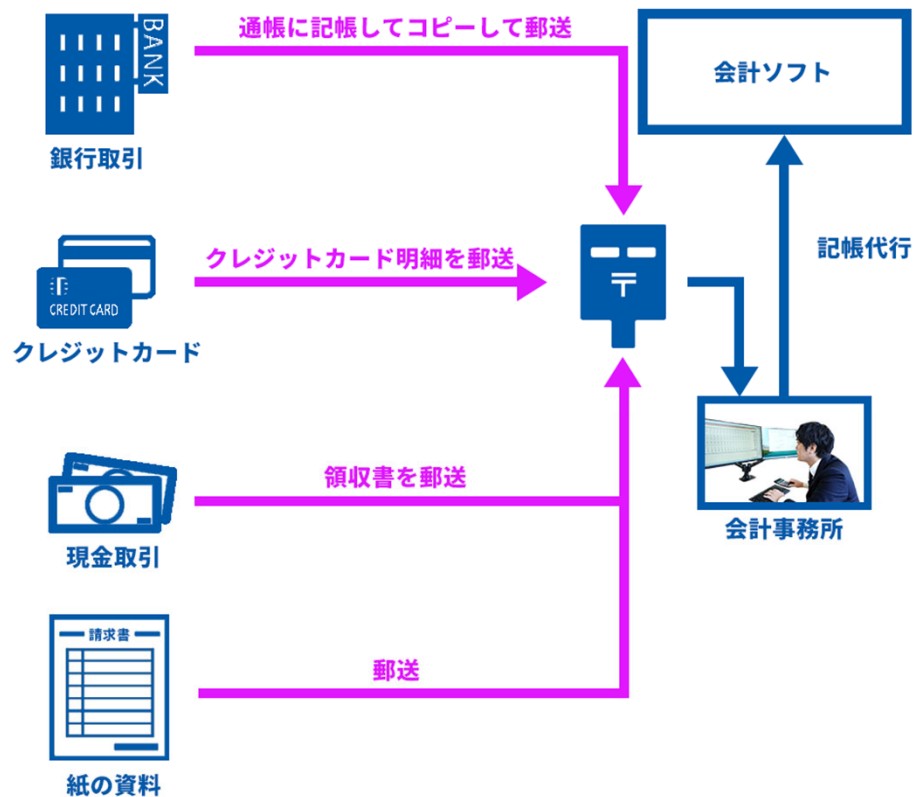 通帳に記帳してコピーして郵送
BANK
銀行取引
会計ソフト
クレジットカード明細を郵送
CREDIT CARD
クレジットカード
〒
記帳代行
領収書を郵送
現金取引
会計事務所
請求書
郵送
紙の資料